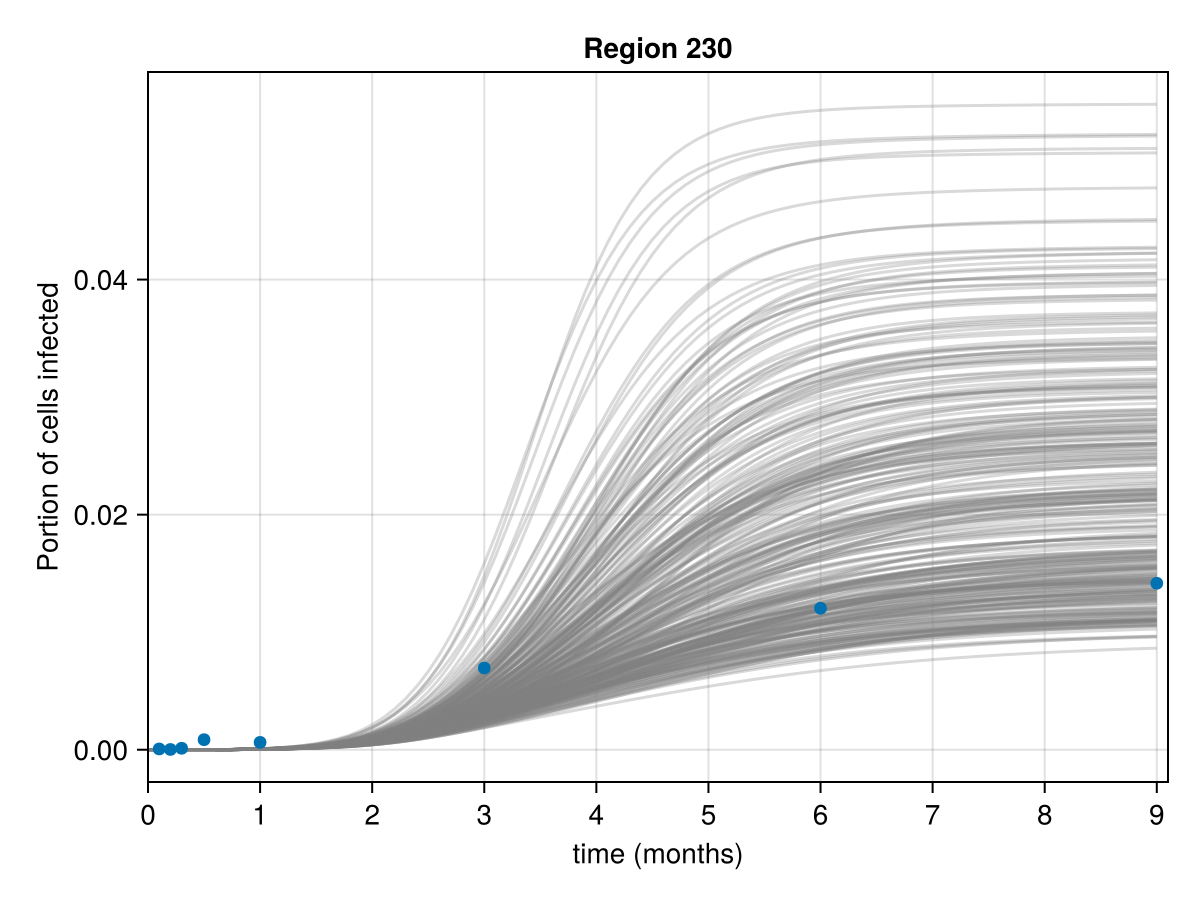 Region 230
Portion of cells infected
0.04
0.02
0.00
0 1 2 3 4 5 6 7 8 9
time (months)